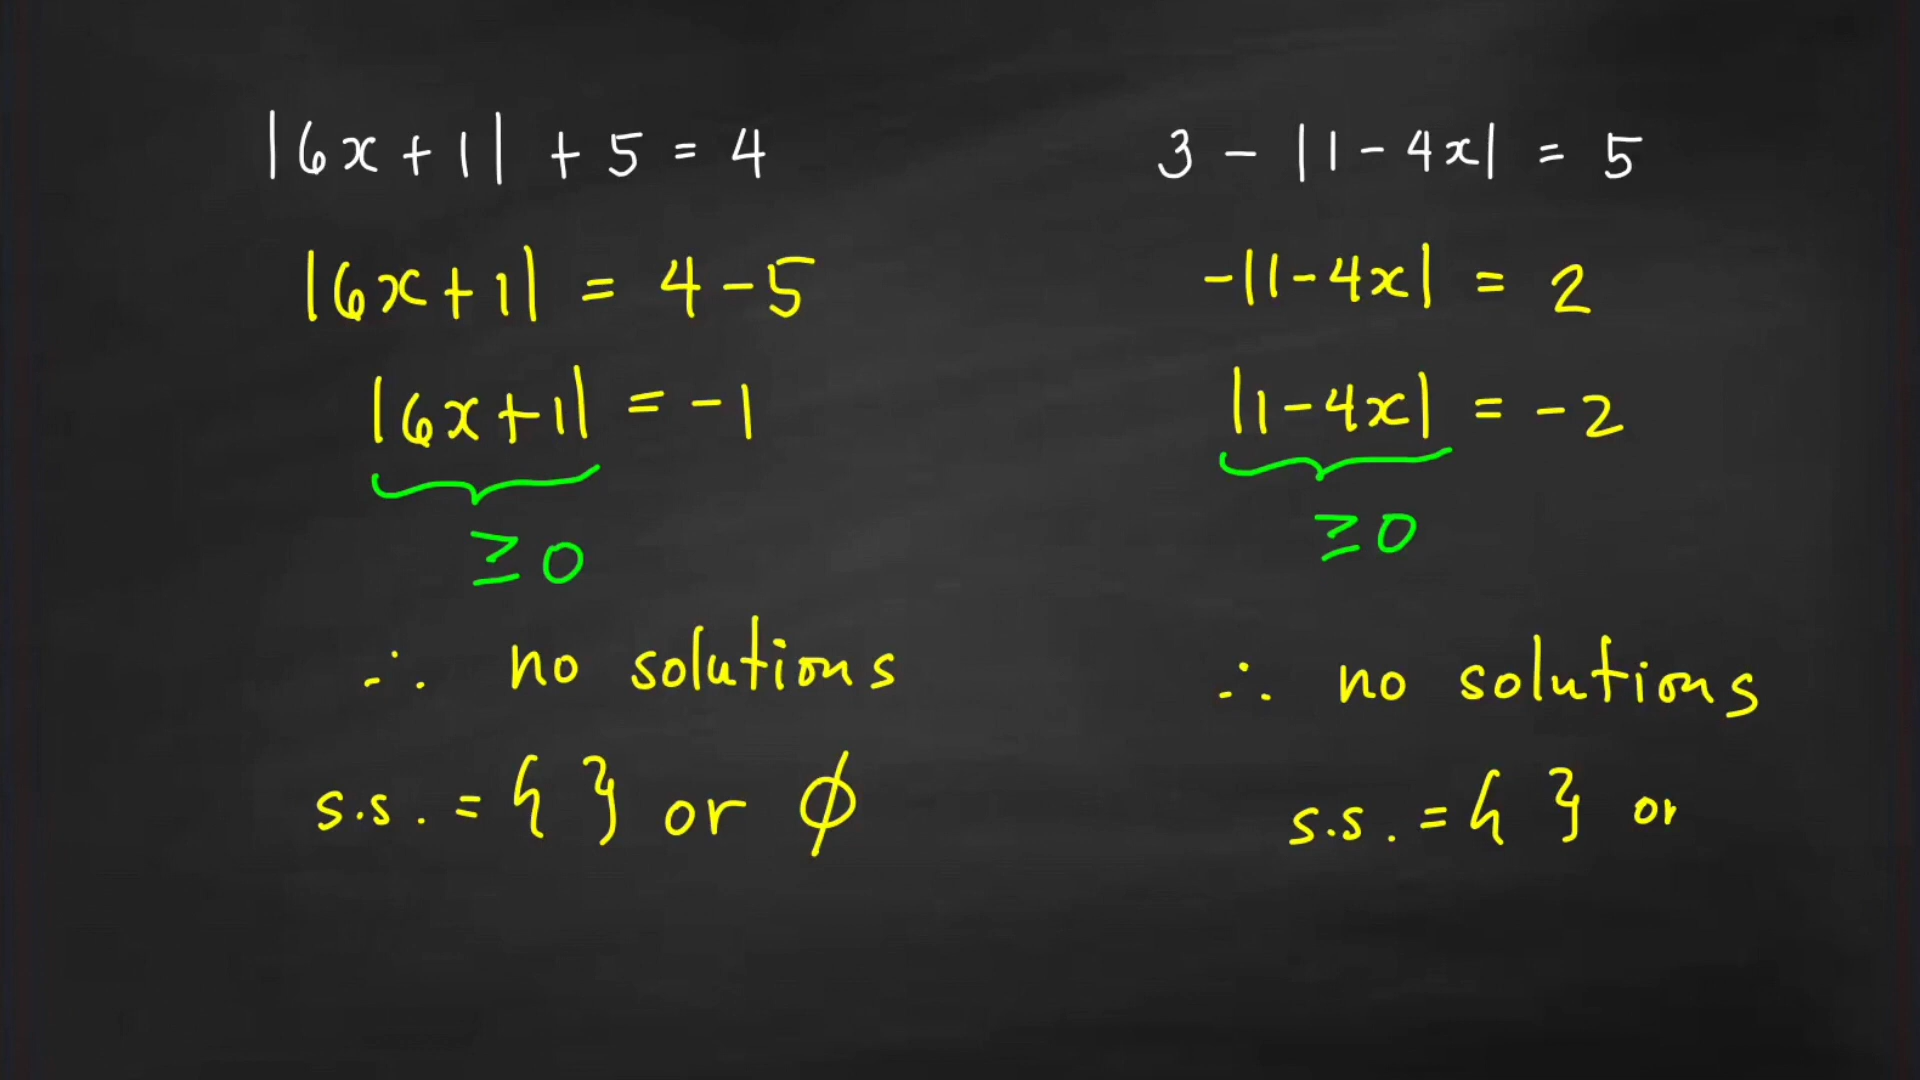 |6x+1| + 5 = 4
|6x+1| = 4-5
|6x+1| = -1
≥0
∴ no solutions
s.s. = { } or ϕ
3 - |1-4x| = 5
-|1-4x| = 2
|1-4x| = -2
≥0
∴ no solutions
s.s. = { } or